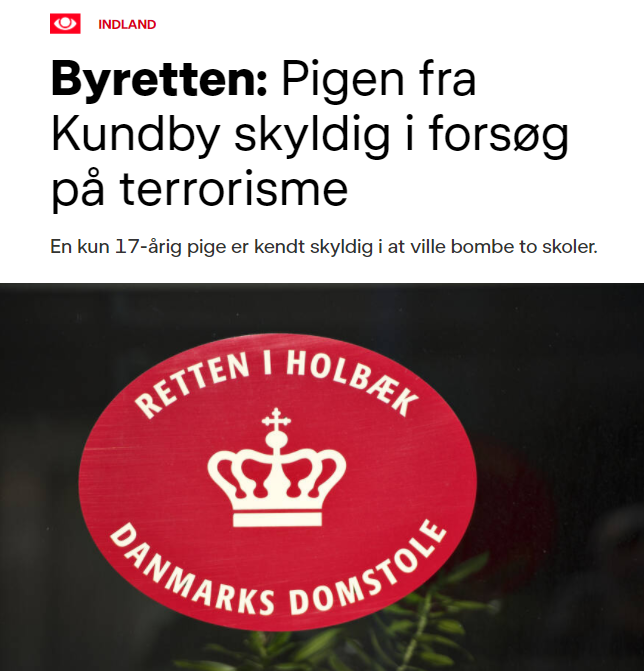 INDLAND
Byretten: Pigen fra
Kundby skyldig i forsøg
på terrorisme
En kun 17-årig pige er kendt skyldig i at ville bombe to skoler.
RETTEN I HOLBÆK
DANMARKS DOMSTOLE